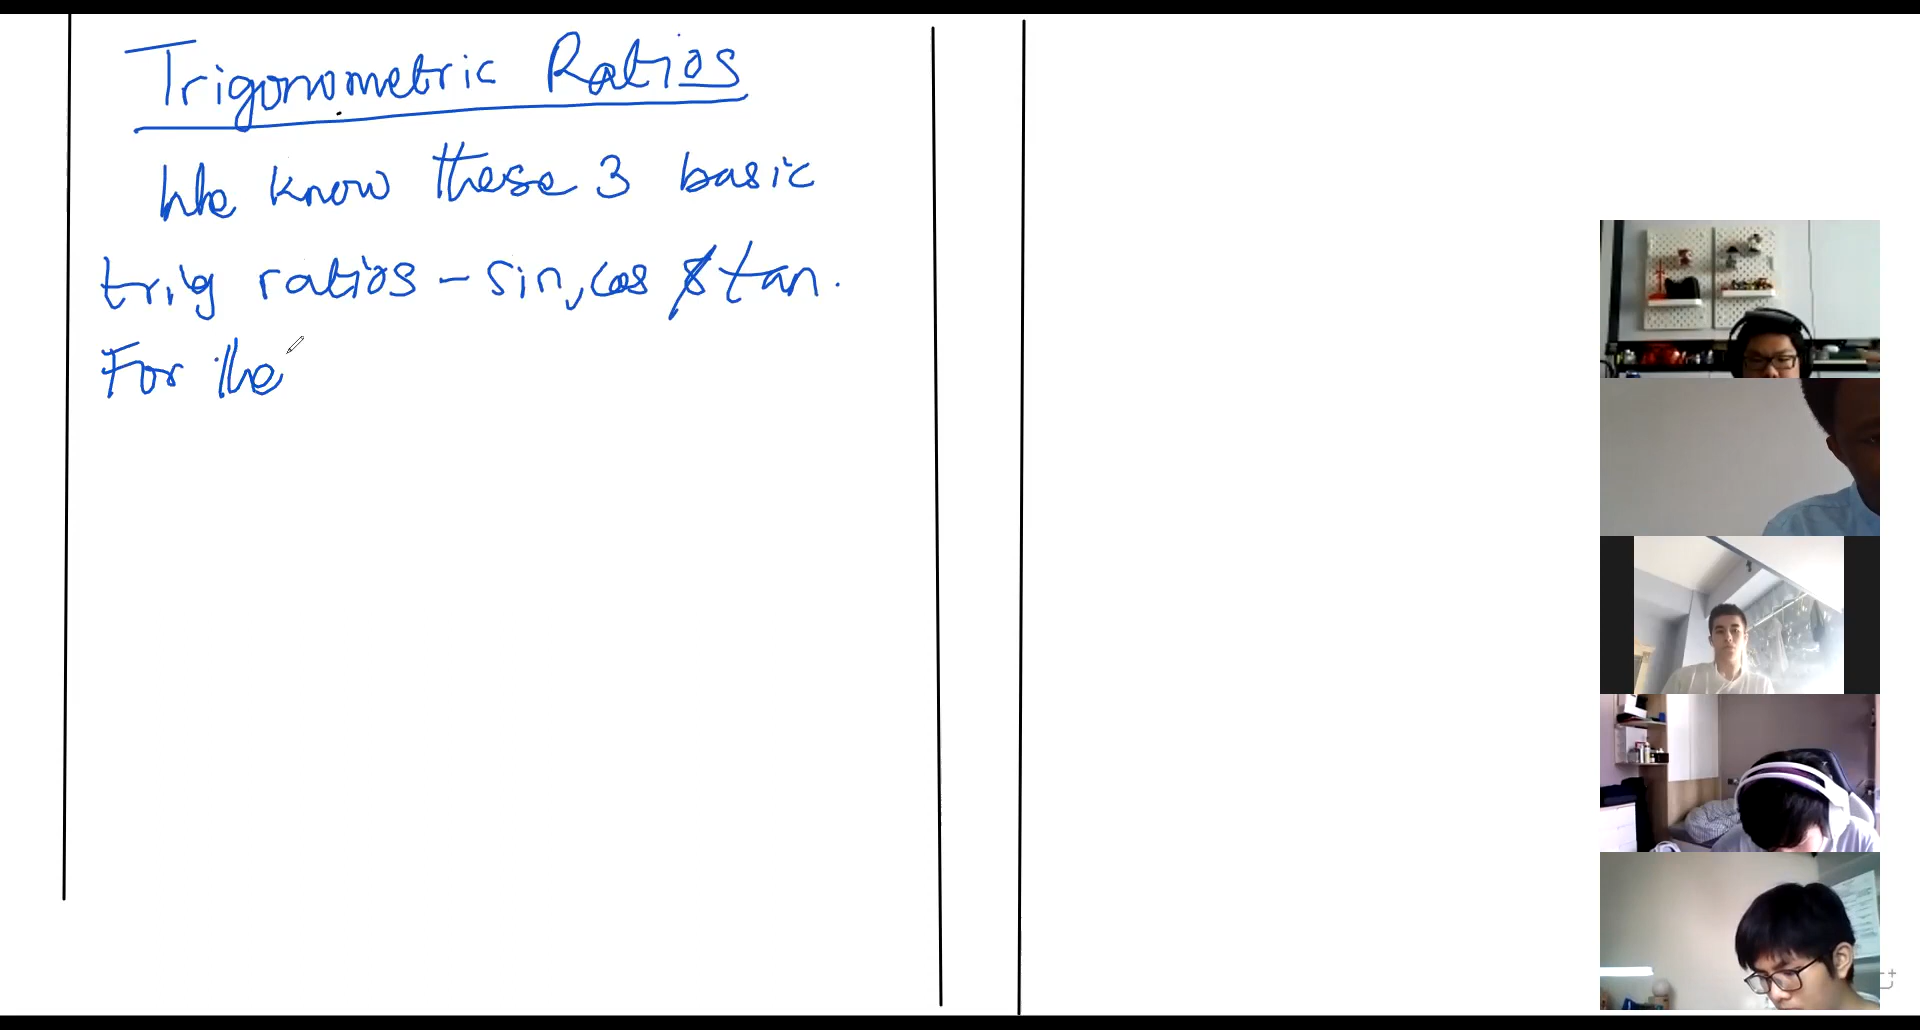 Trigonometric Ratios
We know these 3 basic
trig ratios - sin, cos & tan.
For the